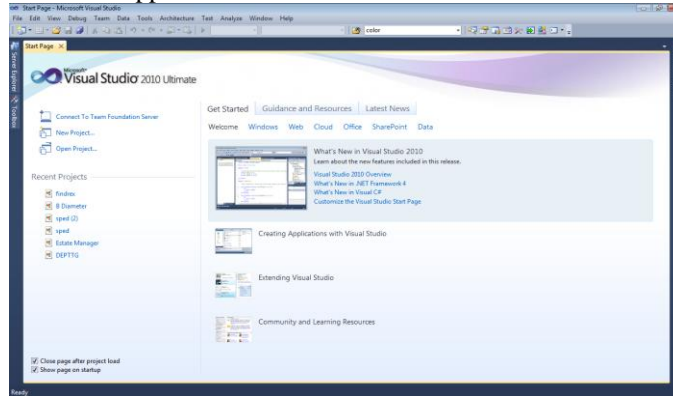 Start Page - Microsoft Visual Studio
File Edit View Debug Team Data Tools Architecture Test Analyze Window Help
color
Start Page
Server Explorer
Toolbox
Microsoft
Visual Studio 2010 Ultimate
Connect To Team Foundation Server
New Project...
Open Project...
Recent Projects
findrex
B Diameter
sped (2)
sped
Estate Manager
DEPTTG
Close page after project load
Show page on startup
Get Started Guidance and Resources Latest News
Welcome Windows Web Cloud Office SharePoint Data
What's New in Visual Studio 2010
Learn about the new features included in this release.
Visual Studio 2010 Overview
What's New in .NET Framework 4
What's New in Visual C#
Customize the Visual Studio Start Page
Creating Applications with Visual Studio
Extending Visual Studio
Community and Learning Resources
Ready